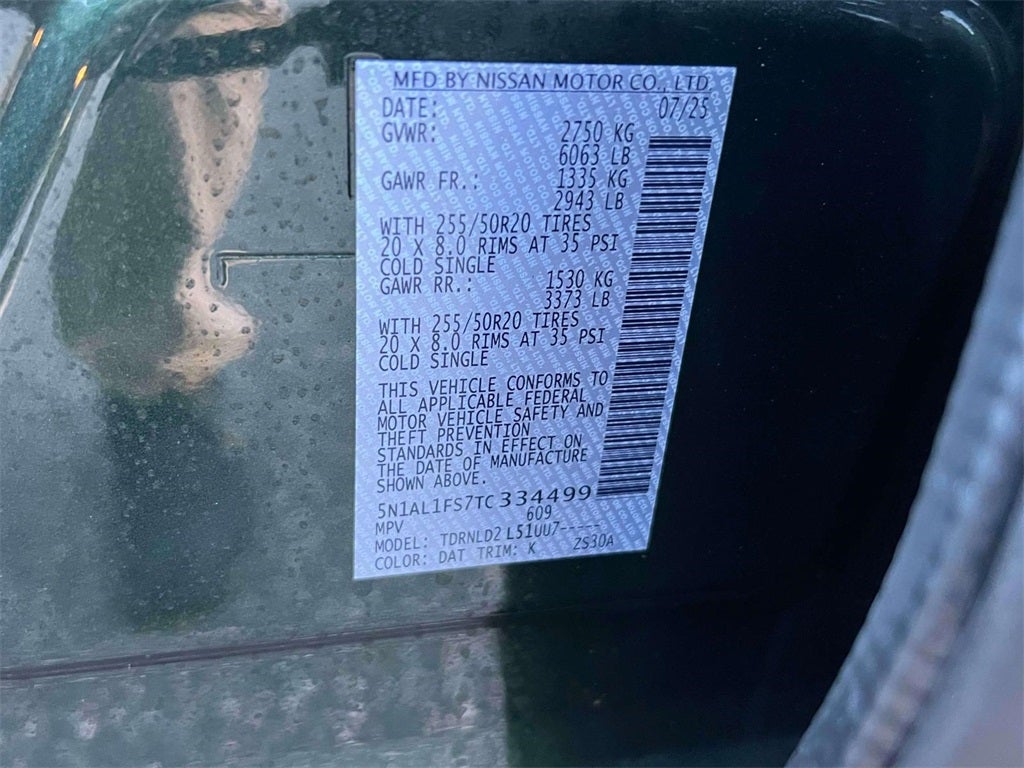 MFD BY NISSAN MOTOR CO., LTD.
DATE: 07/25
GVWR: 2750 KG
6063 LB
GAWR FR.: 1335 KG
2943 LB
WITH 255/50R20 TIRES
20 X 8.0 RIMS AT 35 PSI
COLD SINGLE
GAWR RR.: 1530 KG
3373 LB
WITH 255/50R20 TIRES
20 X 8.0 RIMS AT 35 PSI
COLD SINGLE
THIS VEHICLE CONFORMS TO
ALL APPLICABLE FEDERAL
MOTOR VEHICLE SAFETY AND
THEFT PREVENTION
STANDARDS IN EFFECT ON
THE DATE OF MANUFACTURE
SHOWN ABOVE.
5N1AL1FS7TC334499
MPV 609
MODEL: TDRNLD2 L51UU7-----
COLOR: DAT TRIM: K ZS30A